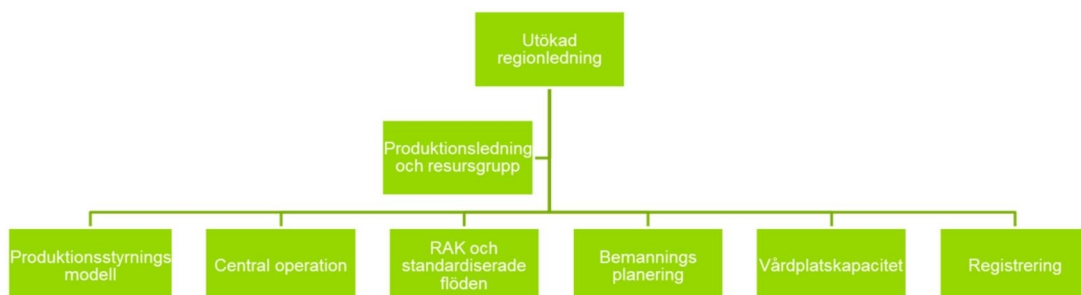 Utökad
regionledning
Produktionsledning
och resursgrupp
Produktionsstyrnings
modell
Central operation
RAK och
standardiserade
flöden
Bemannings
planering
Vårdplatskapacitet
Registrering